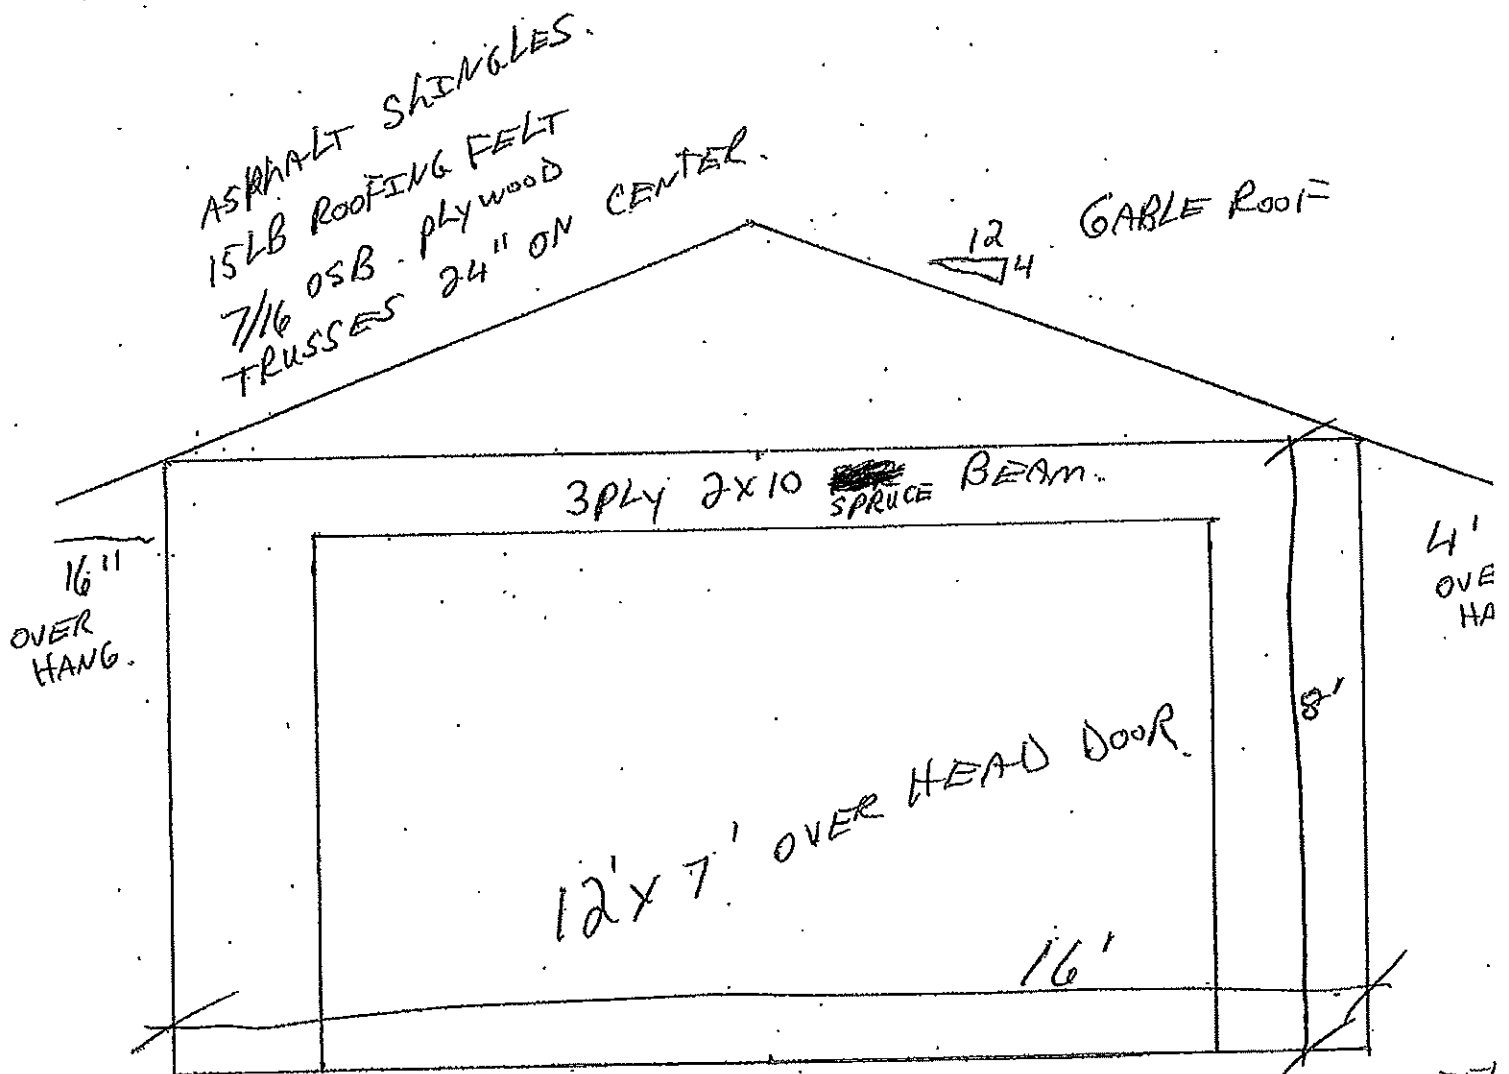 ASPHALT SHINGLES.
15LB ROOFING FELT
7/16 OSB. PLYWOOD
TRUSSES 24" ON CENTER.
12
4
GABLE ROOF
3PLY 2X10 SPRUCE BEAM.
16"
OVER
HANG.
4'
OVE
HA
8'
12'X 7' OVER HEAD DOOR.
16'